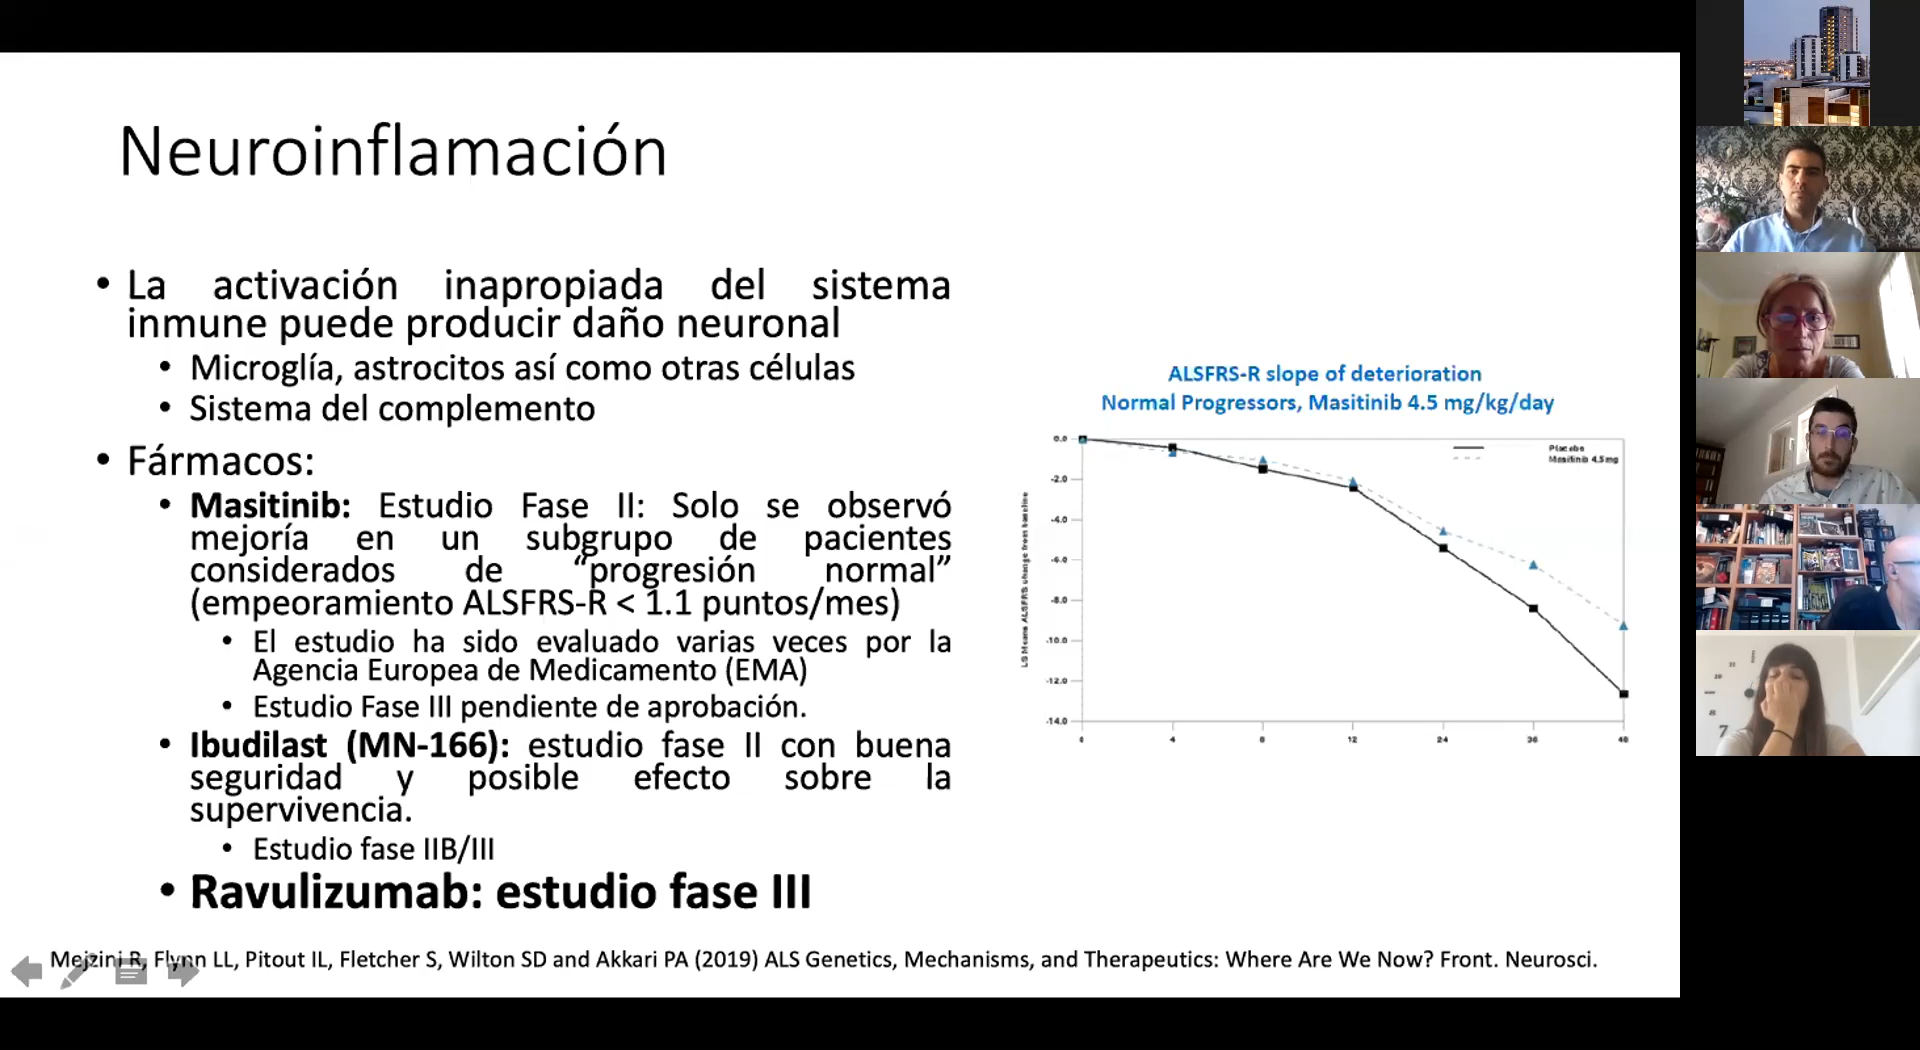 Neuroinflamación
• La activación inapropiada del sistema
inmune puede producir daño neuronal
• Microglía, astrocitos así como otras células
• Sistema del complemento
• Fármacos:
• Masitinib: Estudio Fase II: Solo se observó
mejoría en un subgrupo de pacientes
considerados de “progresión normal”
(empeoramiento ALSFRS-R < 1.1 puntos/mes)
• El estudio ha sido evaluado varias veces por la
Agencia Europea de Medicamento (EMA)
• Estudio Fase III pendiente de aprobación.
• Ibudilast (MN-166): estudio fase II con buena
seguridad y posible efecto sobre la
supervivencia.
• Estudio fase IIB/III
• Ravulizumab: estudio fase III
ALSFRS-R slope of deterioration
Normal Progressors, Masitinib 4.5 mg/kg/day
Placebo
Masitinib 4.5mg
LS Means ALSFRS change from baseline
0.0
-2.0
-4.0
-6.0
-8.0
-10.0
-12.0
-14.0
0 4 8 12 24 36 48
Mejzini R, Flynn LL, Pitout IL, Fletcher S, Wilton SD and Akkari PA (2019) ALS Genetics, Mechanisms, and Therapeutics: Where Are We Now? Front. Neurosci.